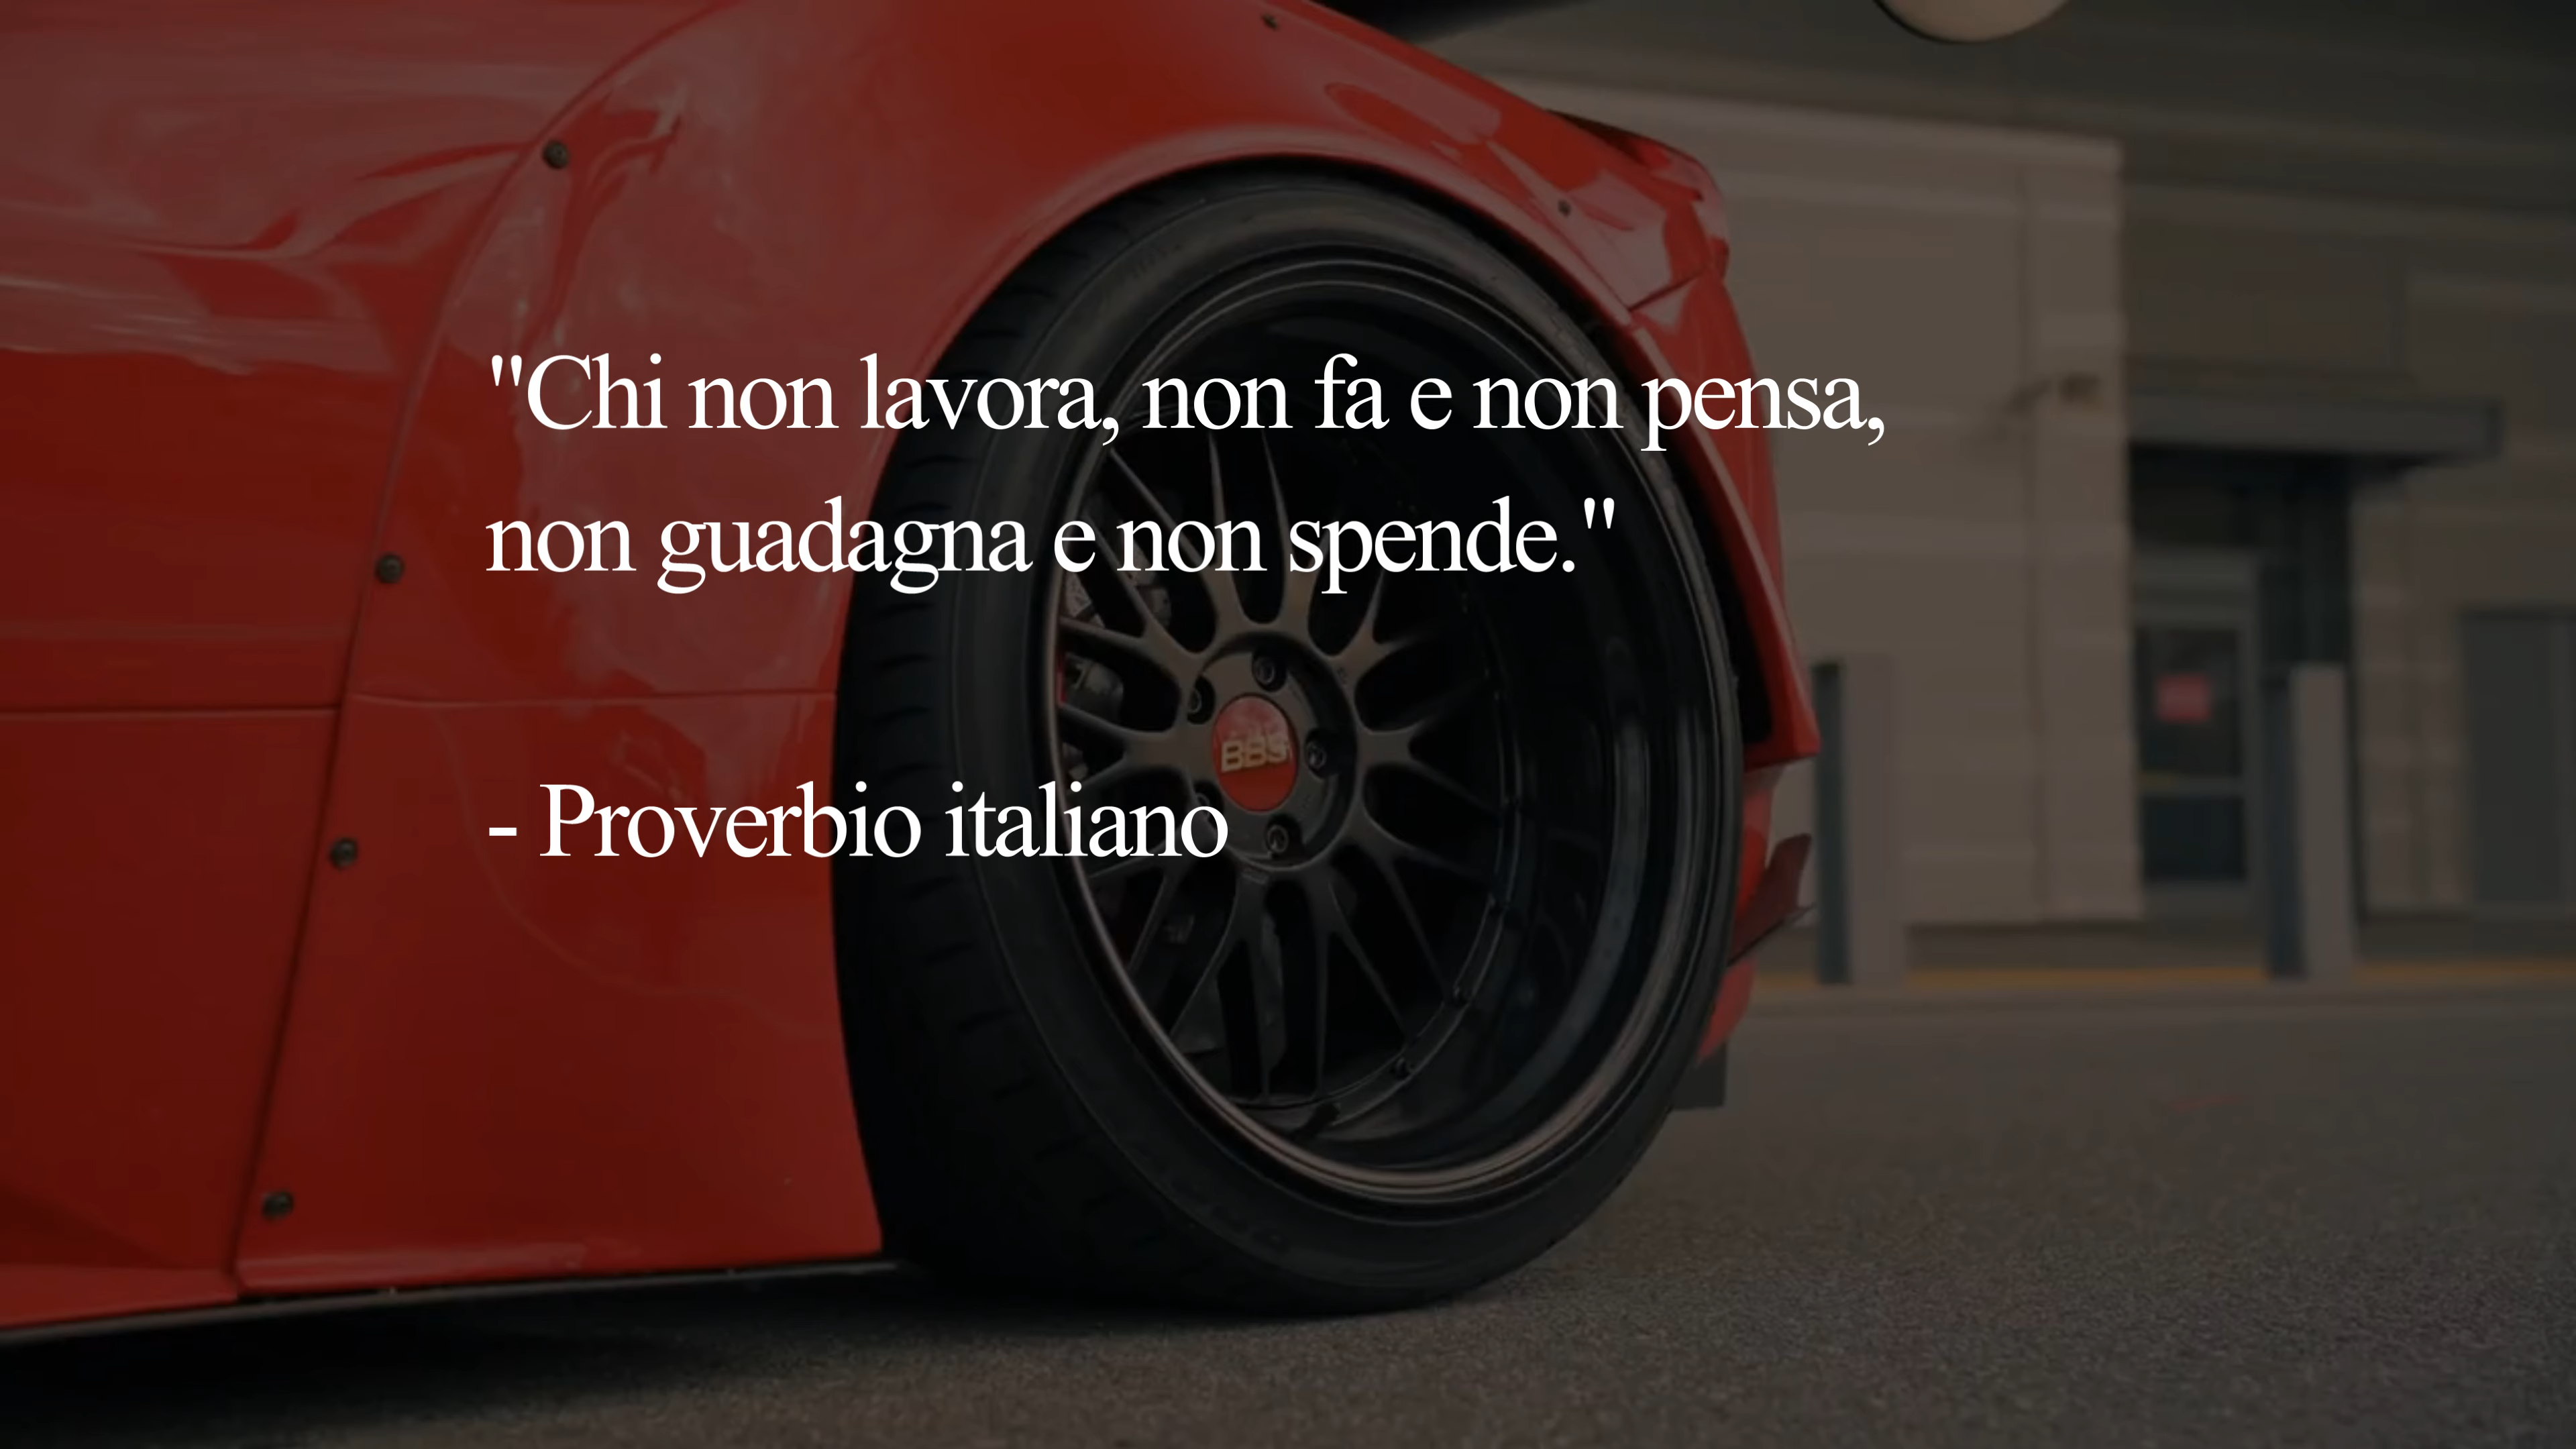 "Chi non lavora, non fa e non pensa,
non guadagna e non spende."
- Proverbio italiano
BBS